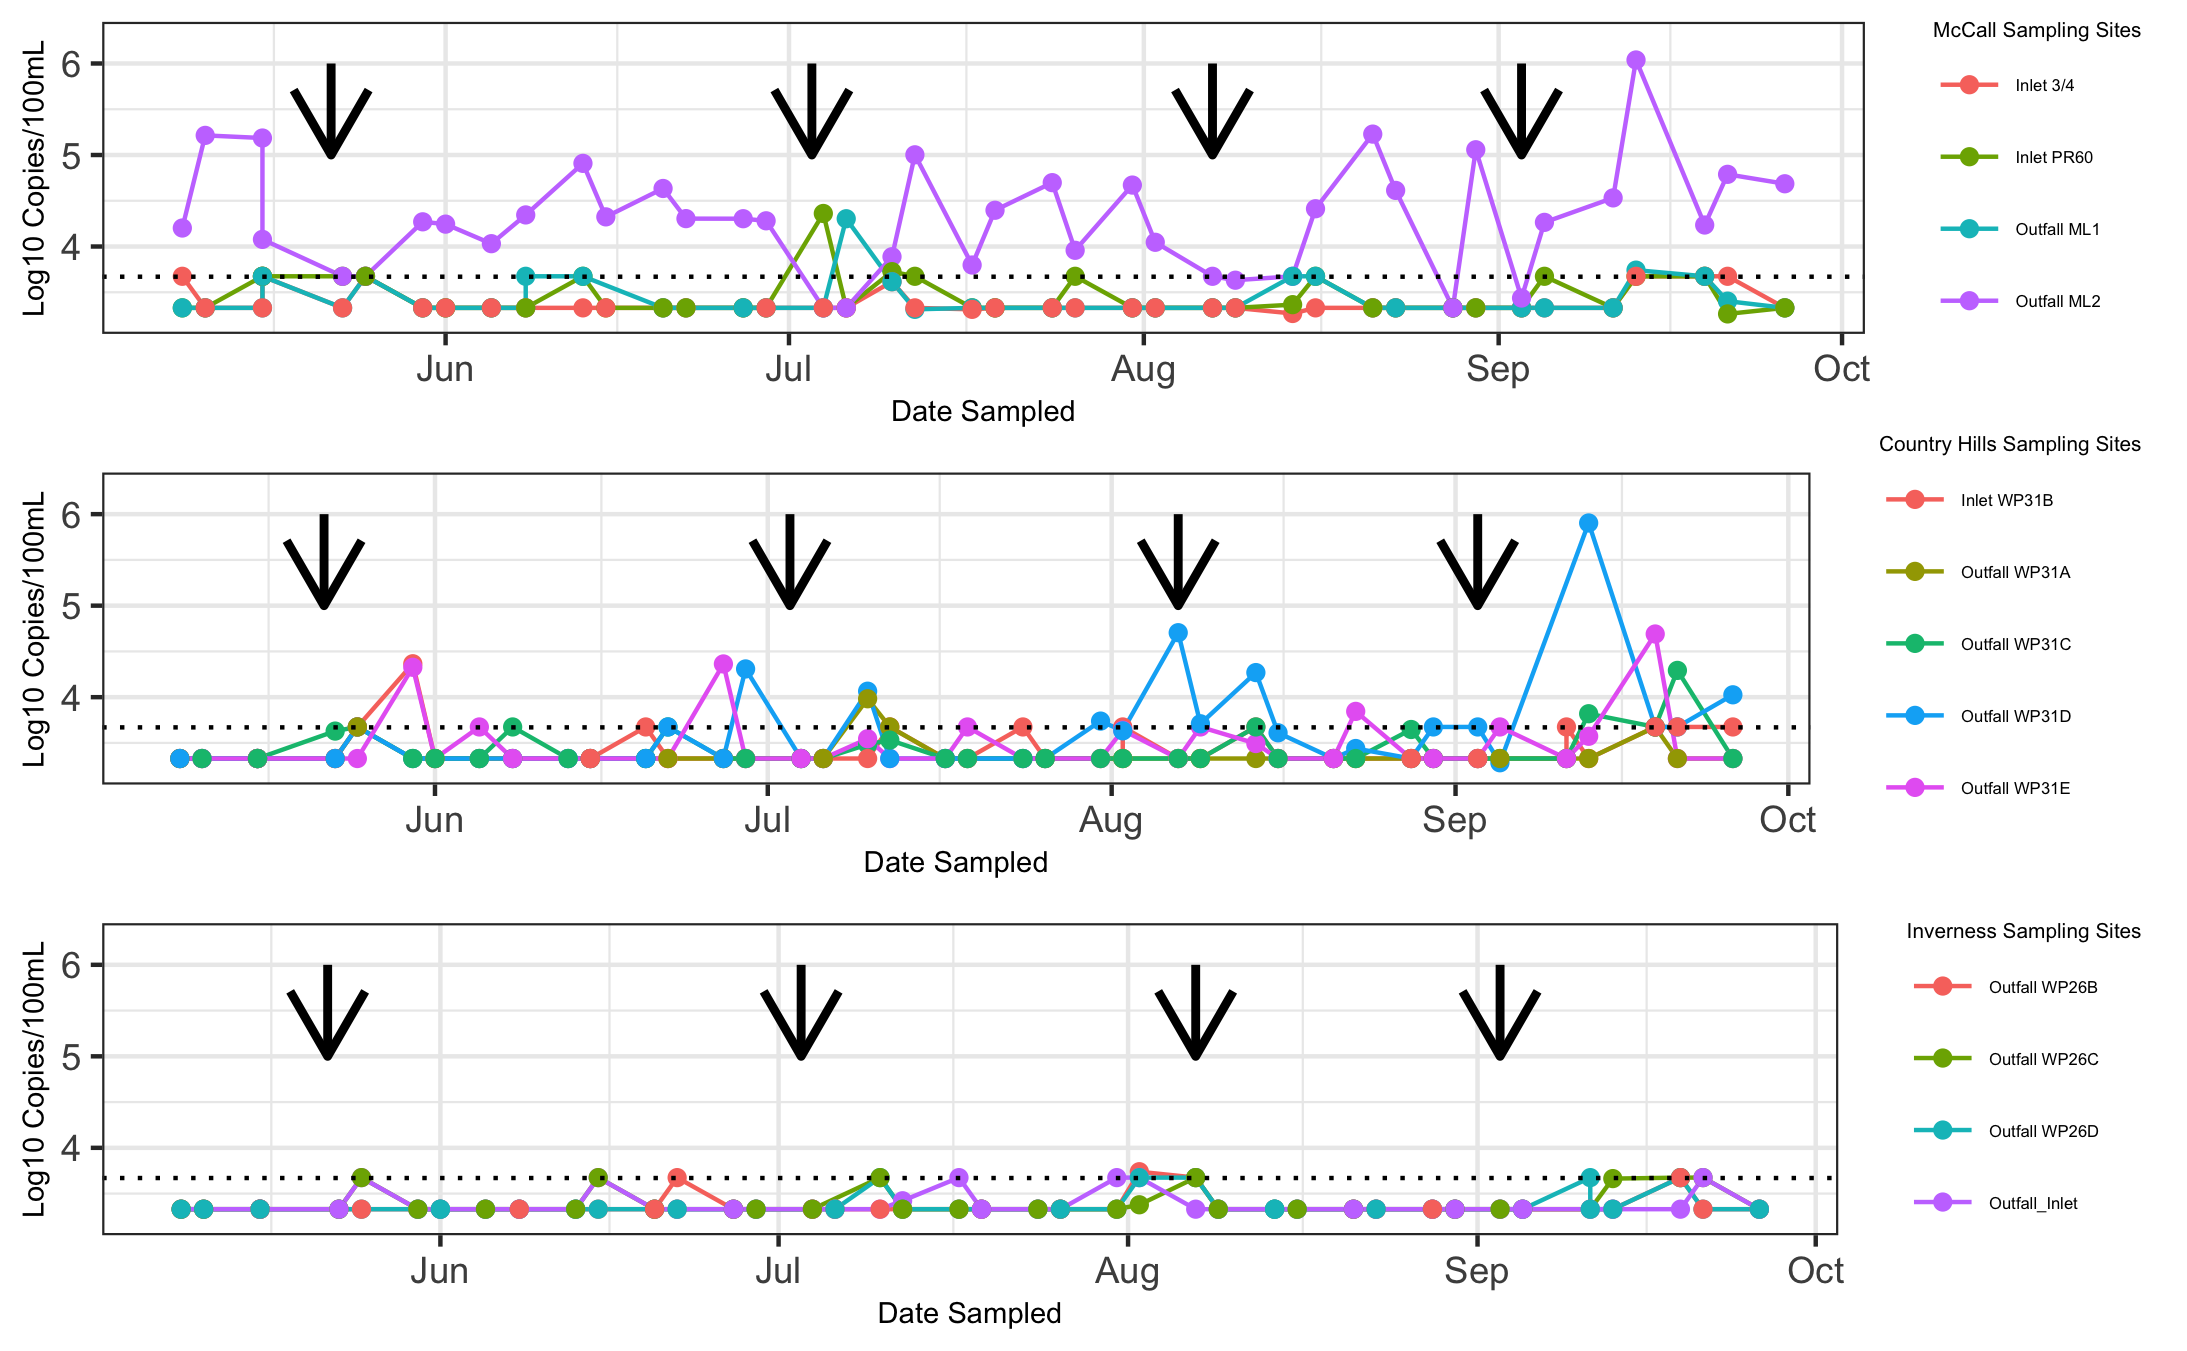 McCall Sampling Sites
Log10 Copies/100mL
6
5
4
Inlet 3/4
Inlet PR60
Outfall ML1
Outfall ML2
Jun Jul Aug Sep Oct
Date Sampled
Country Hills Sampling Sites
Log10 Copies/100mL
6
5
4
Inlet WP31B
Outfall WP31A
Outfall WP31C
Outfall WP31D
Outfall WP31E
Jun Jul Aug Sep Oct
Date Sampled
Inverness Sampling Sites
Log10 Copies/100mL
6
5
4
Outfall WP26B
Outfall WP26C
Outfall WP26D
Outfall_Inlet
Jun Jul Aug Sep Oct
Date Sampled